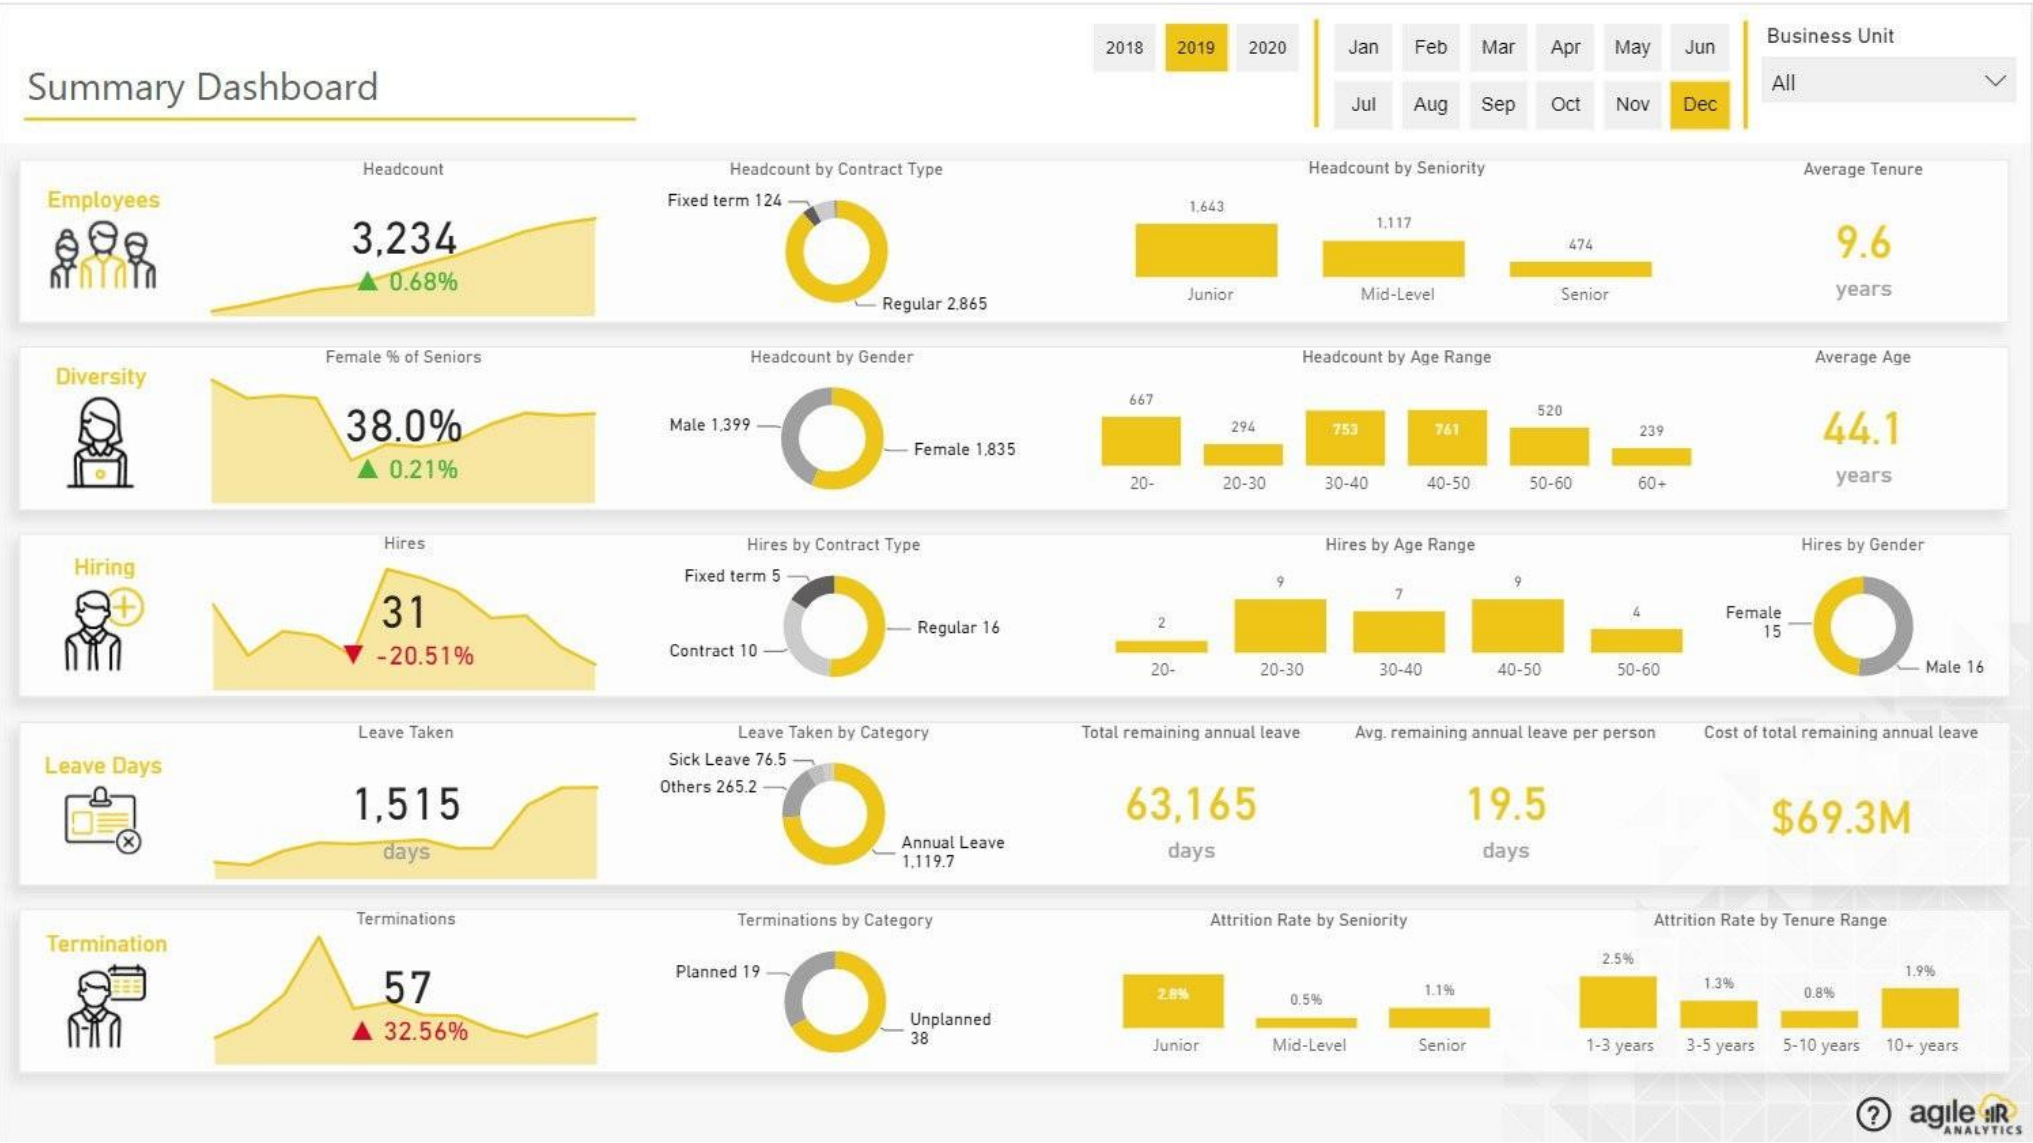 2018 2019 2020
Jan Feb Mar Apr May Jun
Jul Aug Sep Oct Nov Dec
Business Unit
All
Summary Dashboard
Employees
Headcount
3,234
▲ 0.68%
Headcount by Contract Type
Fixed term 124
Regular 2,865
Headcount by Seniority
1,643 1,117 474
Junior Mid-Level Senior
Average Tenure
9.6
years
Diversity
Female % of Seniors
38.0%
▲ 0.21%
Headcount by Gender
Male 1,399
Female 1,835
Headcount by Age Range
667 294 753 761 520 239
20- 20-30 30-40 40-50 50-60 60+
Average Age
44.1
years
Hiring
Hires
31
▼ -20.51%
Hires by Contract Type
Fixed term 5
Regular 16
Contract 10
Hires by Age Range
2 9 7 9 4
20- 20-30 30-40 40-50 50-60
Hires by Gender
Female
15
Male 16
Leave Days
Leave Taken
1,515
days
Leave Taken by Category
Sick Leave 76.5
Others 265.2
Annual Leave
1,119.7
Total remaining annual leave
63,165
days
Avg. remaining annual leave per person
19.5
days
Cost of total remaining annual leave
$69.3M
Termination
Terminations
57
▲ 32.56%
Terminations by Category
Planned 19
Unplanned
38
Attrition Rate by Seniority
2.8% 0.5% 1.1%
Junior Mid-Level Senior
Attrition Rate by Tenure Range
2.5% 1.3% 0.8% 1.9%
1-3 years 3-5 years 5-10 years 10+ years
? agile HR
ANALYTICS